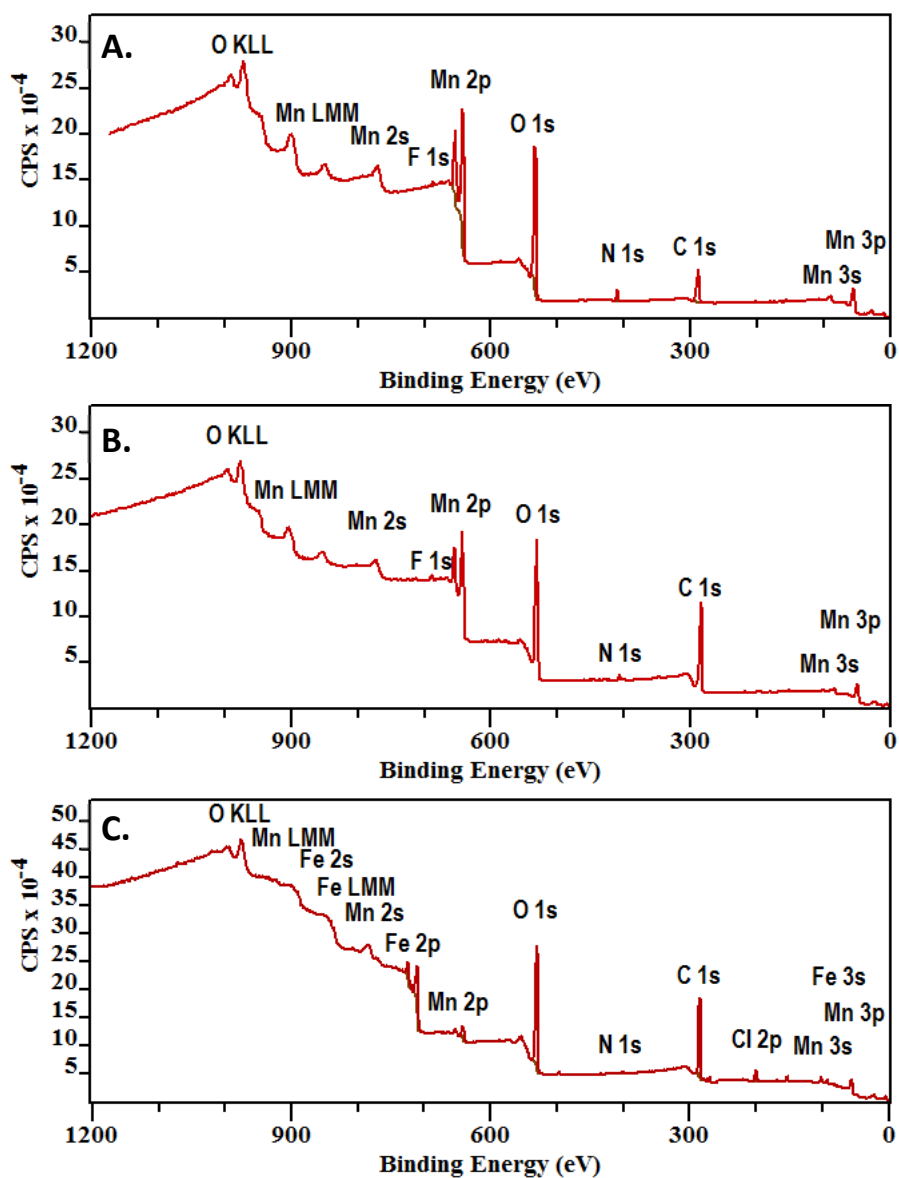 A.
O KLL
Mn LMM
Mn 2s
F 1s
Mn 2p
O 1s
N 1s
C 1s
Mn 3p
Mn 3s
CPS x 10⁻⁴
30
25
20
15
10
5
1200 900 600 300 0
Binding Energy (eV)
B.
O KLL
Mn LMM
Mn 2s
F 1s
Mn 2p
O 1s
N 1s
C 1s
Mn 3p
Mn 3s
CPS x 10⁻⁴
30
25
20
15
10
5
1200 900 600 300 0
Binding Energy (eV)
C.
O KLL
Mn LMM
Fe 2s
Fe LMM
Mn 2s
Fe 2p
Mn 2p
O 1s
N 1s
C 1s
Cl 2p
Fe 3s
Mn 3p
Mn 3s
CPS x 10⁻⁴
50
45
40
35
30
25
20
15
10
5
1200 900 600 300 0
Binding Energy (eV)